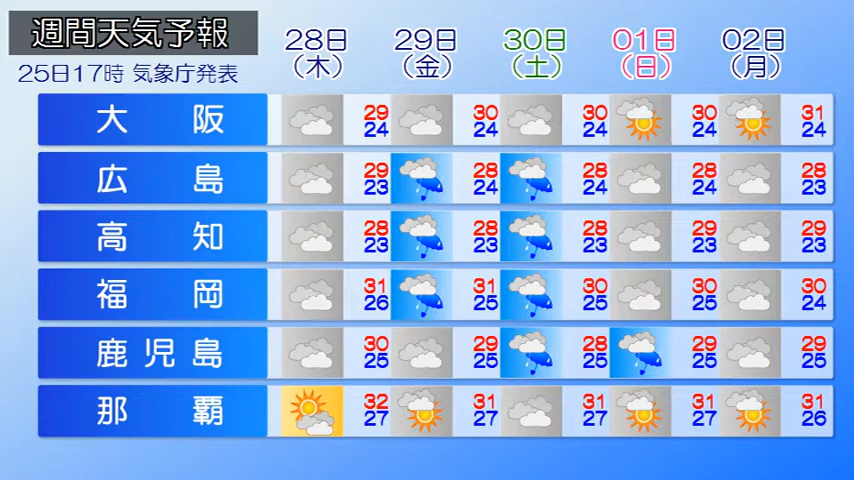 週間天気予報
25日17時 気象庁発表
28日 29日 30日 01日 02日
(木) (金) (土) (日) (月)
大阪 29 30 30 30 31
24 24 24 24 24
広島 29 28 28 28 28
23 24 24 24 23
高知 28 28 28 29 29
23 23 23 23 23
福岡 31 31 30 30 30
26 25 25 25 24
鹿児島 30 29 28 29 29
25 25 25 25 25
那覇 32 31 31 31 31
27 27 27 27 26